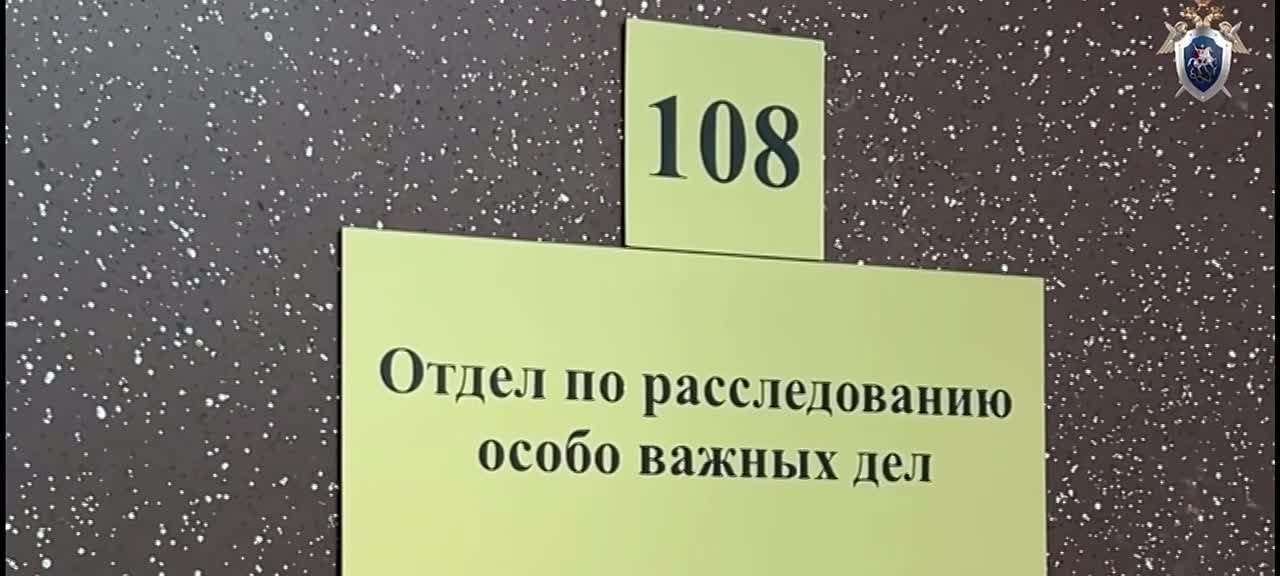 108
Отдел по расследованию
особо важных дел